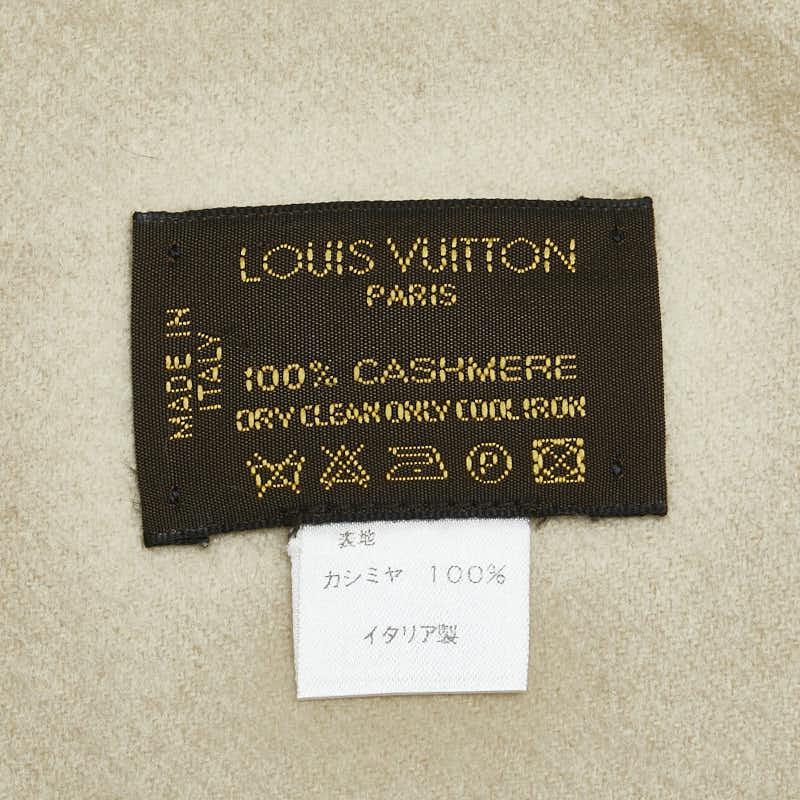 LOUIS VUITTON
PARIS
MADE IN
ITALY
100% CASHMERE
DRY CLEAN ONLY COOL IRON
P
表地
カシミヤ 100%
イタリア製